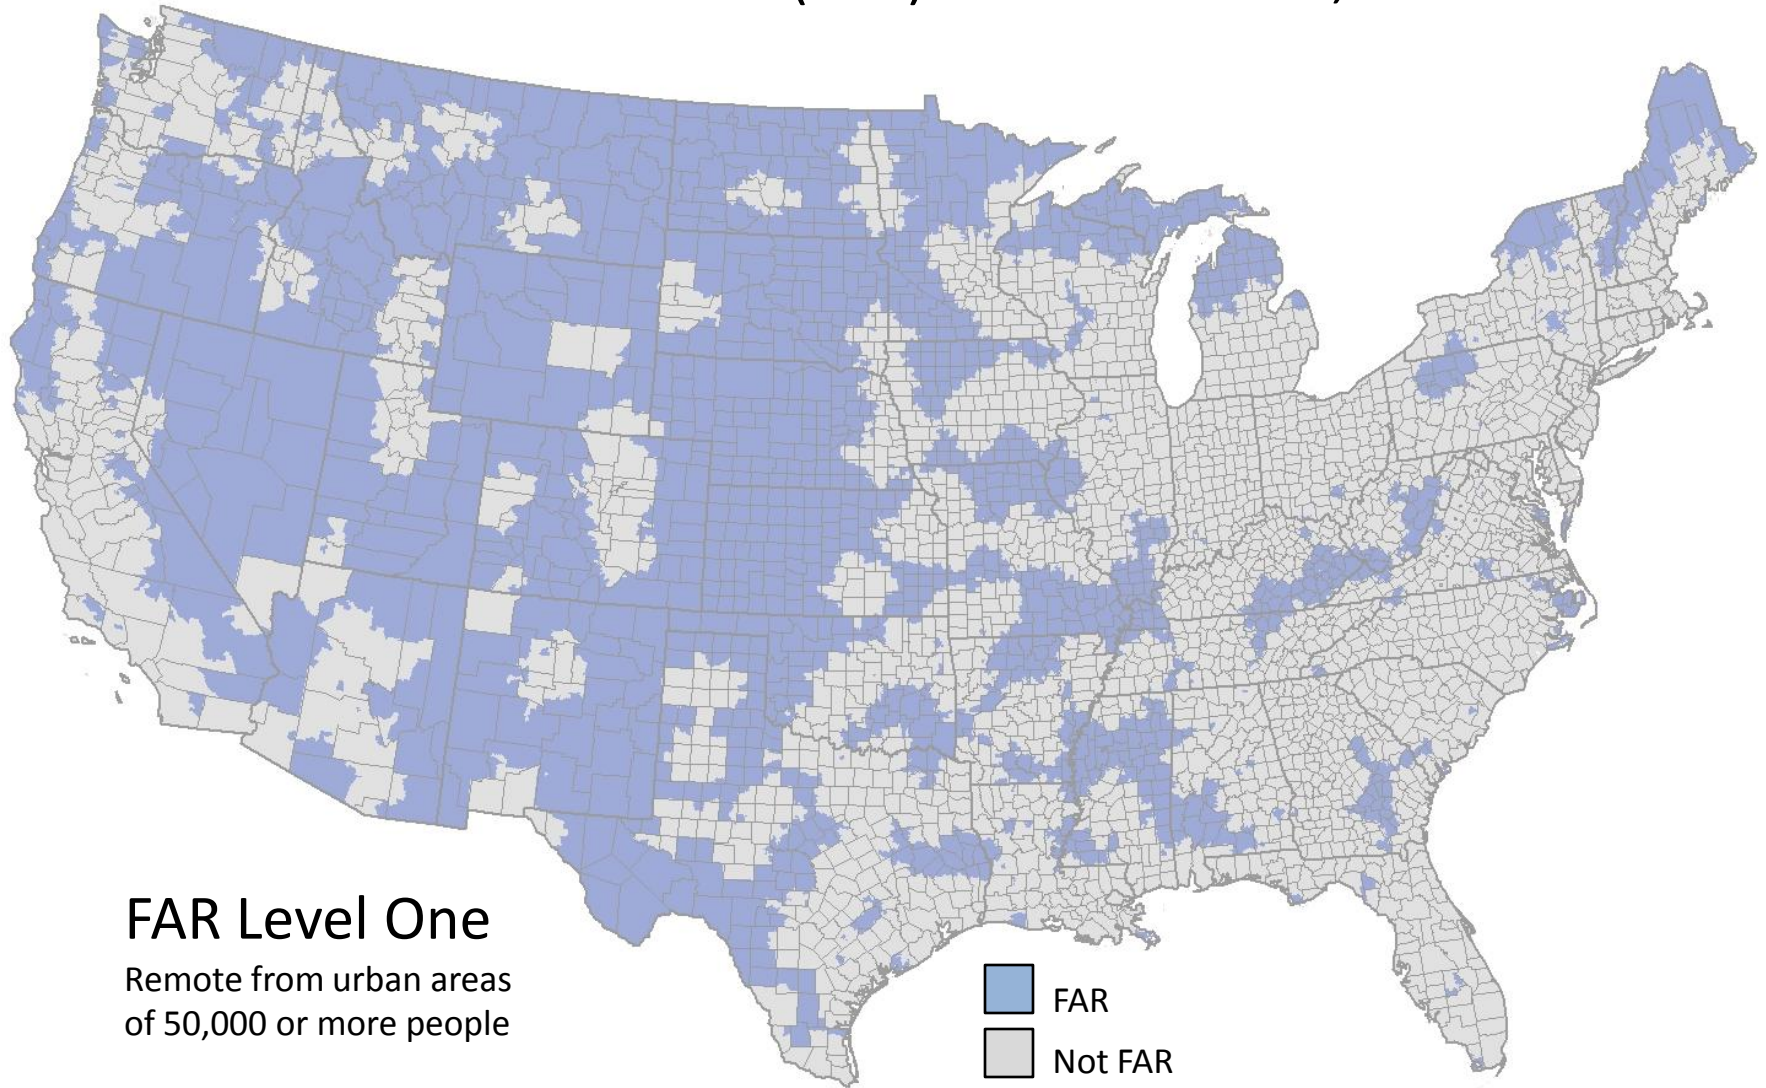 FAR Level One
Remote from urban areas
of 50,000 or more people
FAR
Not FAR